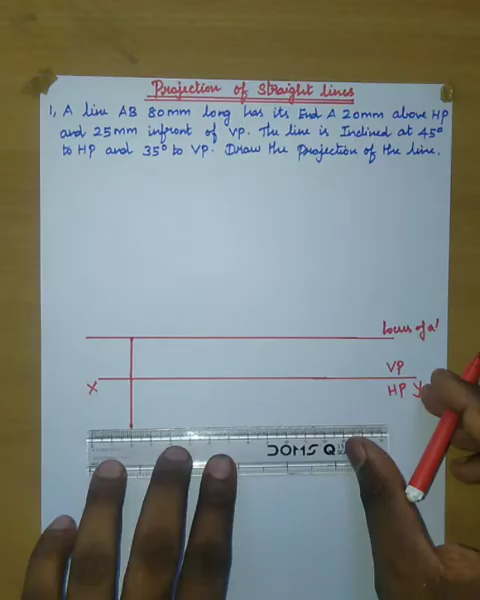 Projection of Straight lines
1, A line AB 80mm long has its End A 20mm above HP
and 25mm infront of VP. The line is Inclined at 45°
to HP and 35° to VP. Draw the Projection of the line.
locus of a'
VP
X
HP y
DOMS Q